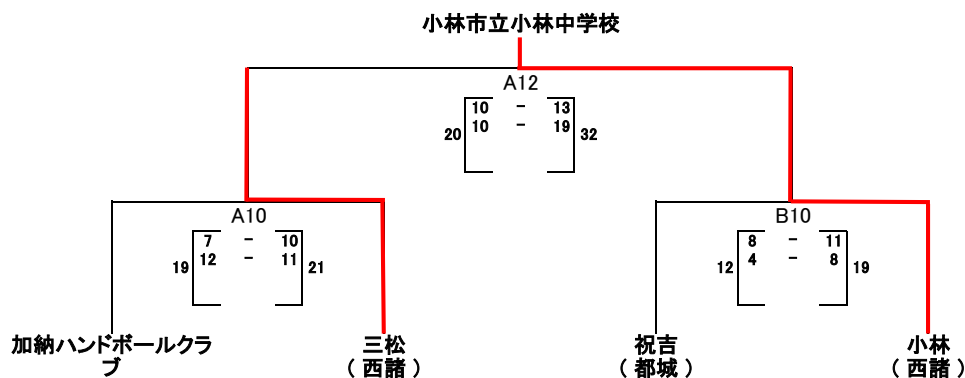 小林市立小林中学校
A12
10 - 13
20 10 - 19 32
A10
B10
7 - 10
8 - 11
19 12 - 11 21
12 4 - 8 19
加納ハンドボールクラ
ブ
三松
（西諸）
祝吉
（都城）
小林
（西諸）